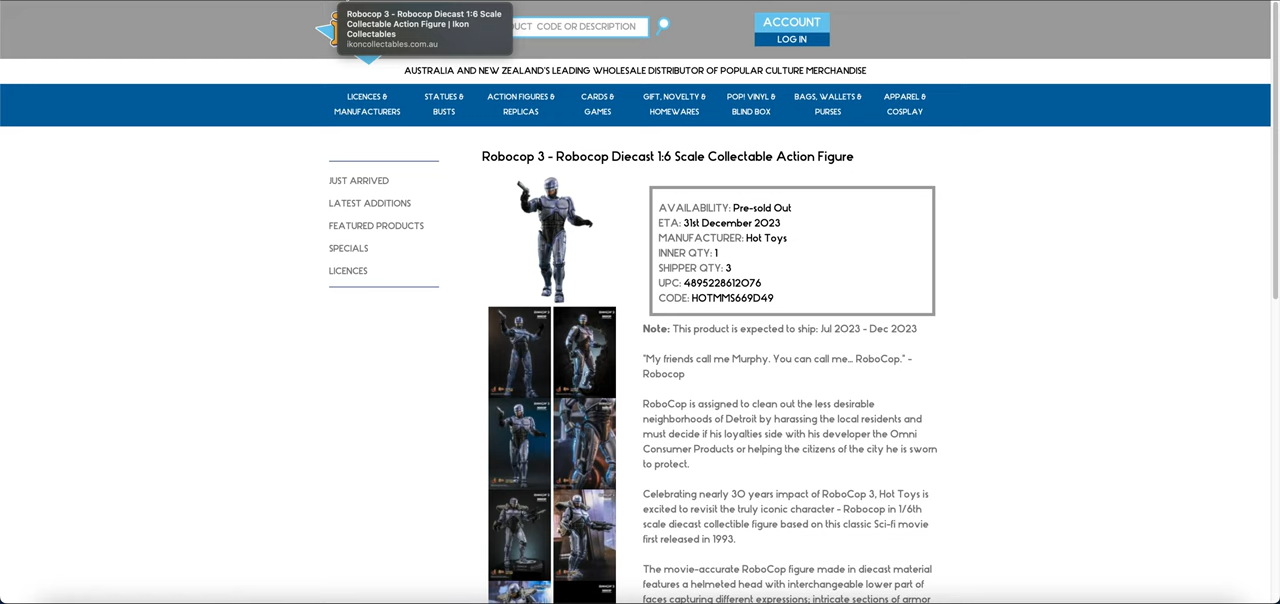 Robocop 3 - Robocop Diecast 1:6 Scale
Collectable Action Figure | Ikon
Collectables
ikoncollectables.com.au
CODE OR DESCRIPTION
ACCOUNT
LOG IN
AUSTRALIA AND NEW ZEALAND'S LEADING WHOLESALE DISTRIBUTOR OF POPULAR CULTURE MERCHANDISE
LICENCES & MANUFACTURERS
STATUES & BUSTS
ACTION FIGURES & REPLICAS
CARDS & GAMES
GIFT, NOVELTY & HOMEWARES
POP! VINYL & BLIND BOX
BAGS, WALLETS & PURSES
APPAREL & COSPLAY
JUST ARRIVED
LATEST ADDITIONS
FEATURED PRODUCTS
SPECIALS
LICENCES
Robocop 3 - Robocop Diecast 1:6 Scale Collectable Action Figure
AVAILABILITY: Pre-sold Out
ETA: 31st December 2023
MANUFACTURER: Hot Toys
INNER QTY: 1
SHIPPER QTY: 3
UPC: 4895228612076
CODE: HOTMMS669D49
Note: This product is expected to ship: Jul 2023 - Dec 2023
"My friends call me Murphy. You can call me... RoboCop." -
Robocop
RoboCop is assigned to clean out the less desirable
neighborhoods of Detroit by harassing the local residents and
must decide if his loyalties side with his developer the Omni
Consumer Products or helping the citizens of the city he is sworn
to protect.
Celebrating nearly 30 years impact of RoboCop 3, Hot Toys is
excited to revisit the truly iconic character - Robocop in 1/6th
scale diecast collectible figure based on this classic Sci-fi movie
first released in 1993.
The movie-accurate RoboCop figure made in diecast material
features a helmeted head with interchangeable lower part of
faces capturing different expressions; intricate sections of armor